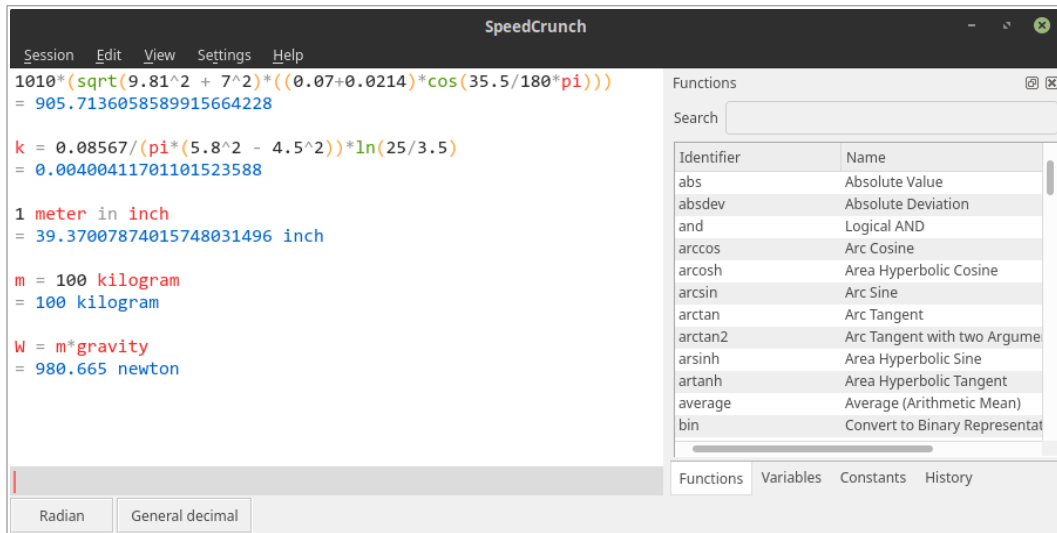 SpeedCrunch
Session Edit View Settings Help
1010*(sqrt(9.81^2 + 7^2)*((0.07+0.0214)*cos(35.5/180*pi)))
= 905.7136058589915664228
k = 0.08567/(pi*(5.8^2 - 4.5^2))*ln(25/3.5)
= 0.00400411701101523588
1 meter in inch
= 39.37007874015748031496 inch
m = 100 kilogram
= 100 kilogram
W = m*gravity
= 980.665 newton
Radian General decimal
Functions
Search
Identifier Name
abs Absolute Value
absdev Absolute Deviation
and Logical AND
arccos Arc Cosine
arcosh Area Hyperbolic Cosine
arcsin Arc Sine
arctan Arc Tangent
arctan2 Arc Tangent with two Argume
arsinh Area Hyperbolic Sine
artanh Area Hyperbolic Tangent
average Average (Arithmetic Mean)
bin Convert to Binary Representat
Functions Variables Constants History